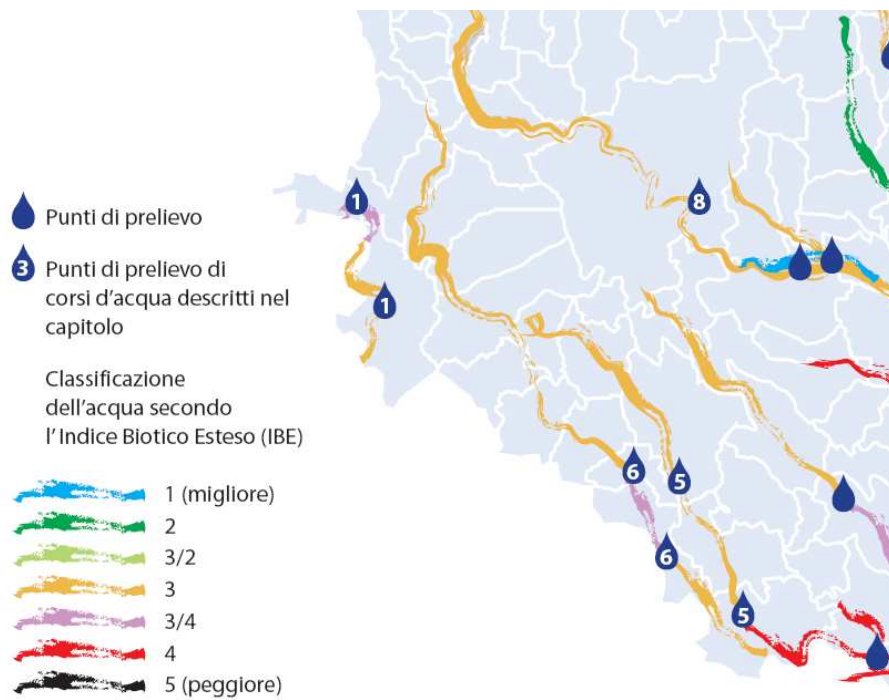 Punti di prelievo
3 Punti di prelievo di
corsi d'acqua descritti nel
capitolo
Classificazione
dell'acqua secondo
l'Indice Biotico Esteso (IBE)
1 (migliore)
2
3/2
3
3/4
4
5 (peggiore)
1
8
1
6
5
6
5